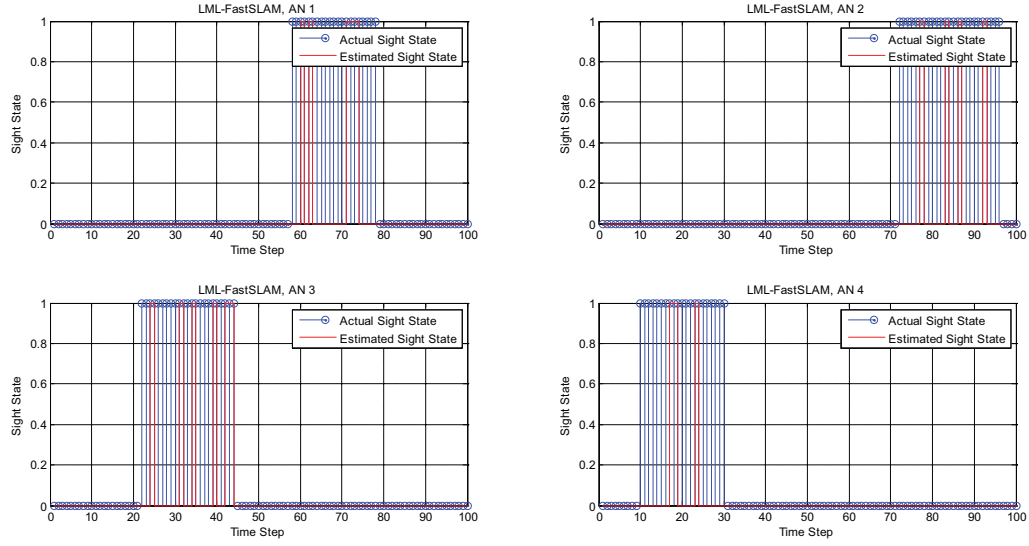 LML-FastSLAM, AN 1
1
0.8
0.6
0.4
0.2
0
Sight State
Actual Sight State
Estimated Sight State
0 10 20 30 40 50 60 70 80 90 100
Time Step
LML-FastSLAM, AN 2
1
0.8
0.6
0.4
0.2
0
Sight State
Actual Sight State
Estimated Sight State
0 10 20 30 40 50 60 70 80 90 100
Time Step
LML-FastSLAM, AN 3
1
0.8
0.6
0.4
0.2
0
Sight State
Actual Sight State
Estimated Sight State
0 10 20 30 40 50 60 70 80 90 100
Time Step
LML-FastSLAM, AN 4
1
0.8
0.6
0.4
0.2
0
Sight State
Actual Sight State
Estimated Sight State
0 10 20 30 40 50 60 70 80 90 100
Time Step